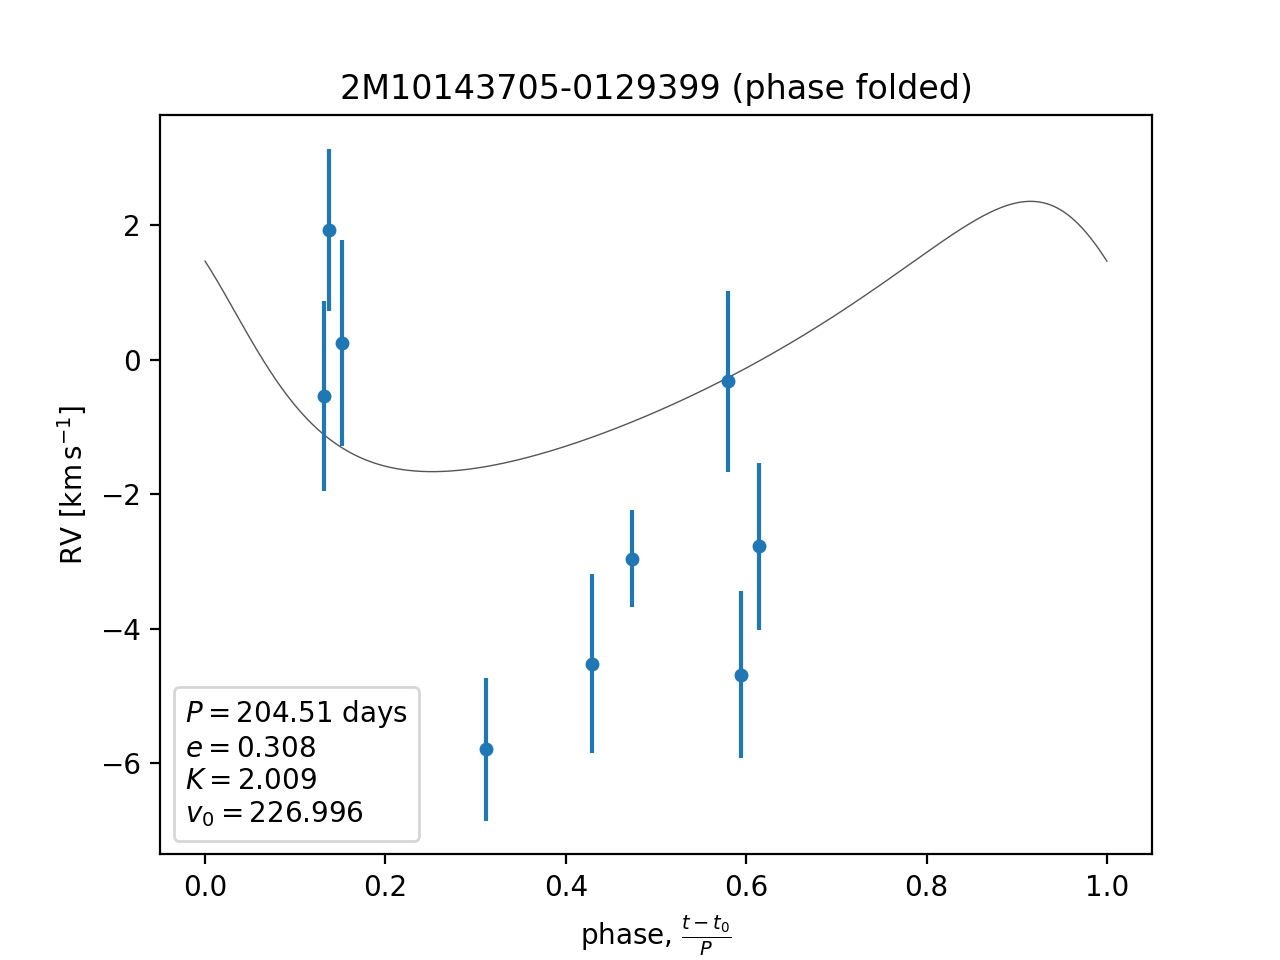 2M10143705-0129399 (phase folded)
RV [km s⁻¹]
2
0
−2
−4
−6
P = 204.51 days
e = 0.308
K = 2.009
v₀ = 226.996
0.0 0.2 0.4 0.6 0.8 1.0
phase, (t − t₀)/P